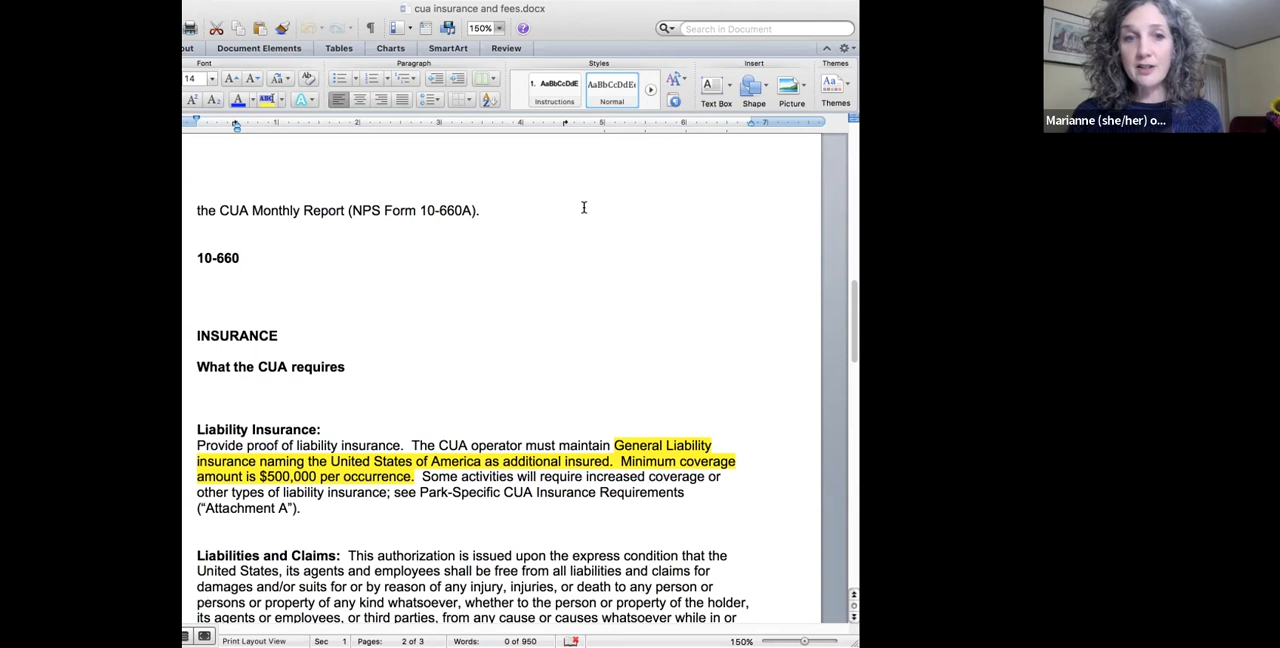 cua insurance and fees.docx
150%
Search in Document
out Document Elements Tables Charts SmartArt Review
Font Paragraph Styles Insert Themes
14
AaBbCcDdE AaBbCcDdEe
Instructions Normal Text Box Shape Picture Themes
the CUA Monthly Report (NPS Form 10-660A).
10-660
INSURANCE
What the CUA requires
Liability Insurance:
Provide proof of liability insurance. The CUA operator must maintain General Liability
insurance naming the United States of America as additional insured. Minimum coverage
amount is $500,000 per occurrence. Some activities will require increased coverage or
other types of liability insurance; see Park-Specific CUA Insurance Requirements
(“Attachment A”).
Liabilities and Claims: This authorization is issued upon the express condition that the
United States, its agents and employees shall be free from all liabilities and claims for
damages and/or suits for or by reason of any injury, injuries, or death to any person or
persons or property of any kind whatsoever, whether to the person or property of the holder,
its agents or employees, or third parties, from any cause or causes whatsoever while in or
Print Layout View Sec 1 Pages: 2 of 3 Words: 0 of 950 150%
Marianne (she/her) o...